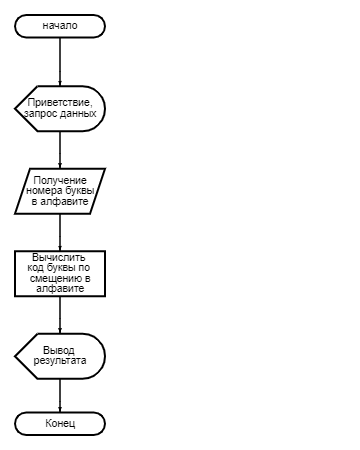 начало
Приветствие,
запрос данных
Получение
номера буквы
в алфавите
Вычислить
код буквы по
смещению в
алфавите
Вывод
результата
Конец